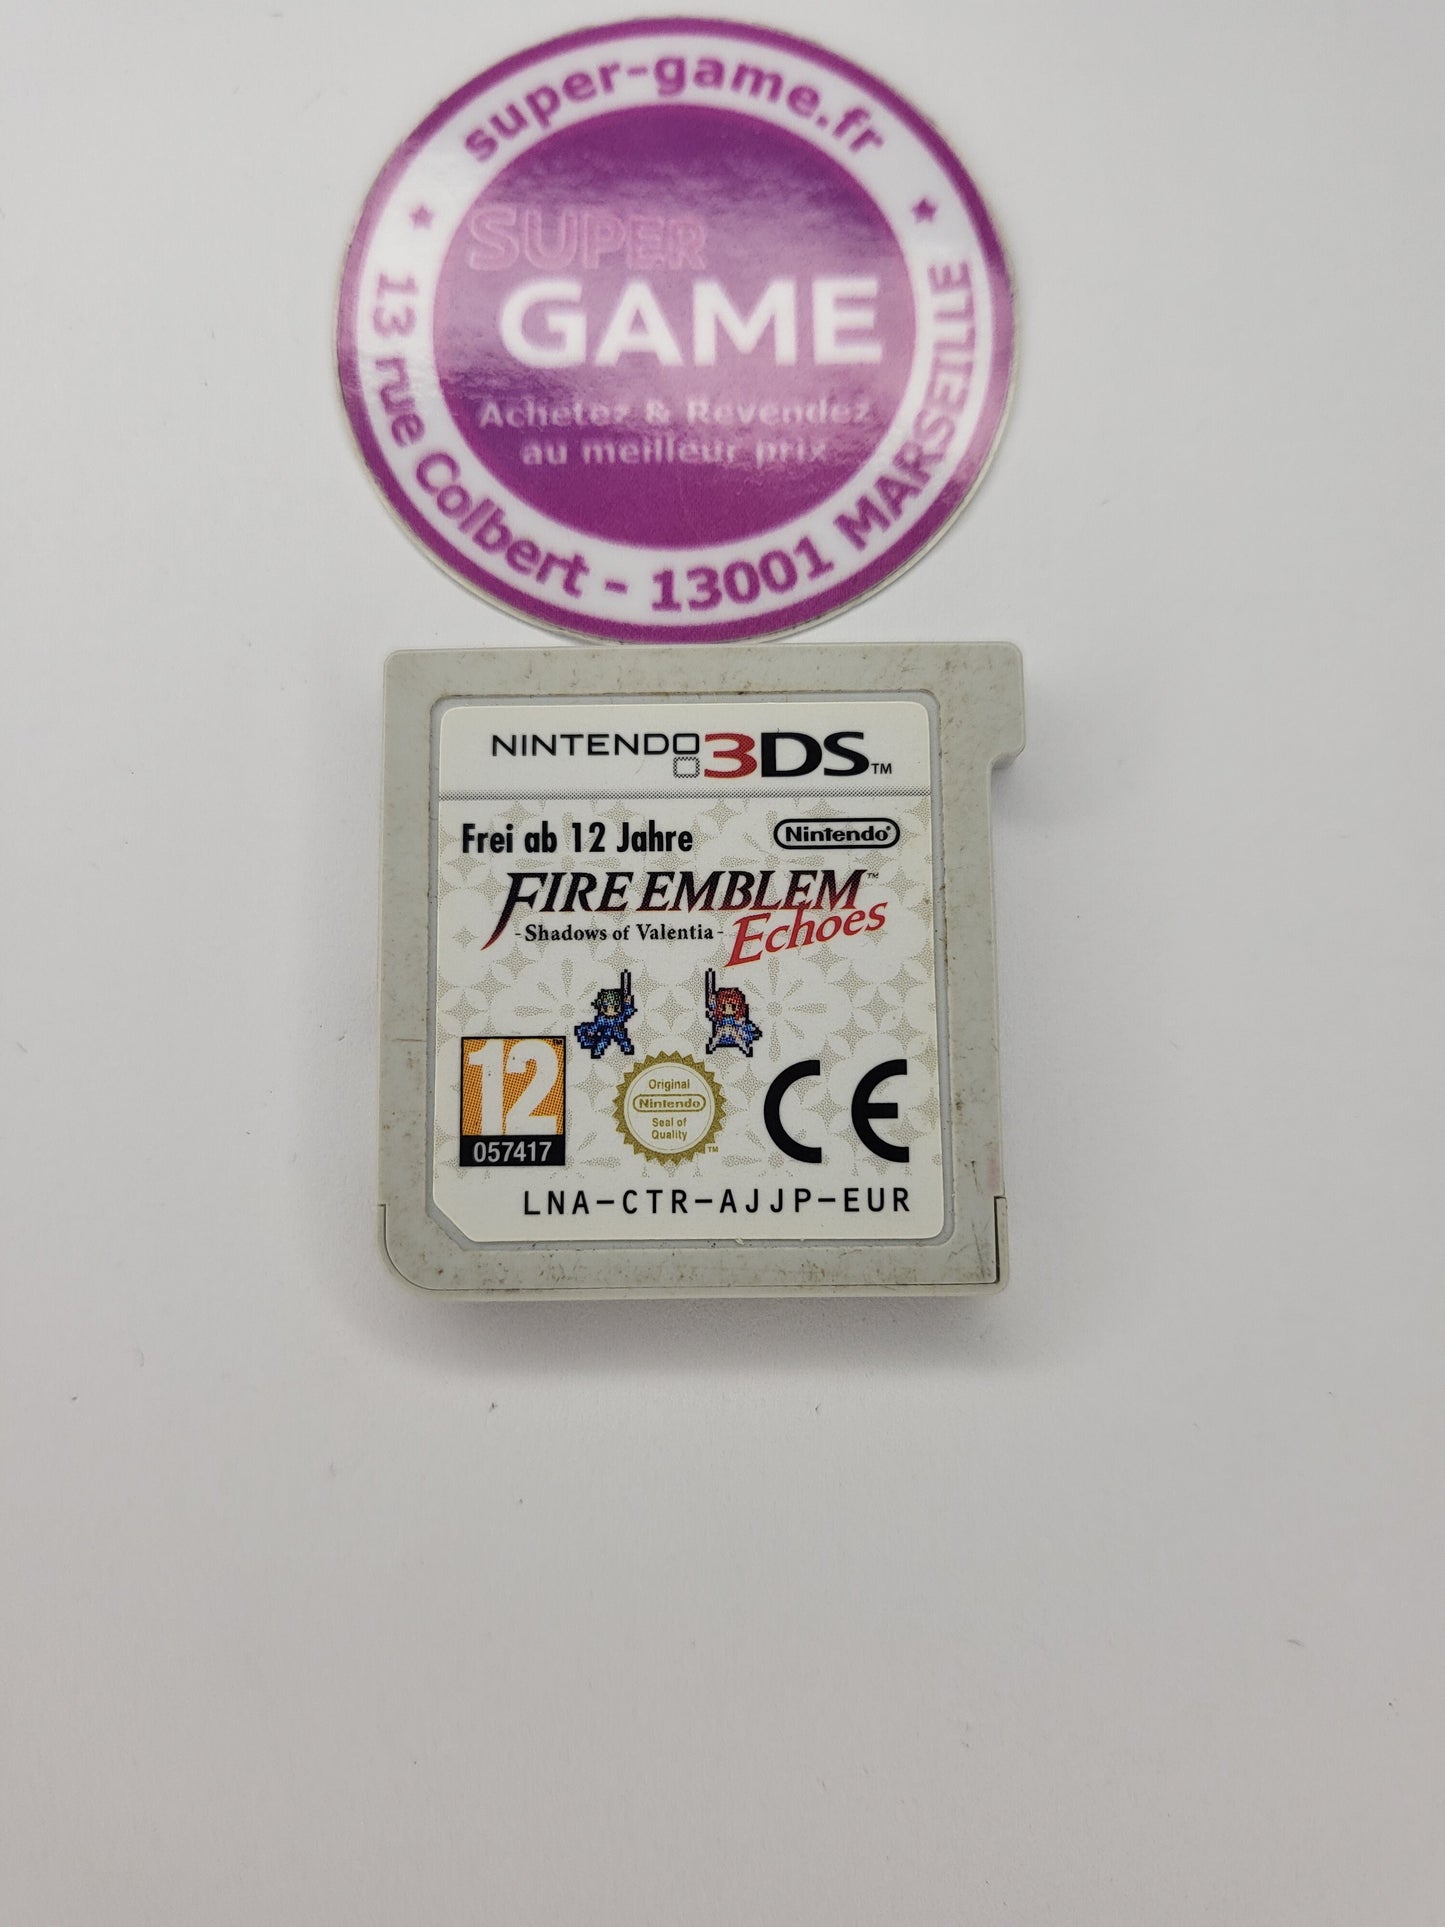 super-game.fr
SUPER
GAME
Achetez & Revendez
au meilleur prix
13 rue Colbert - 13001 MARSEILLE
NINTENDO 3DS™
Frei ab 12 Jahre
Nintendo®
FIRE EMBLEM™
- Shadows of Valentia - Echoes
12
057417
Original
Nintendo
Seal of
Quality
™
CE
LNA-CTR-AJJP-EUR